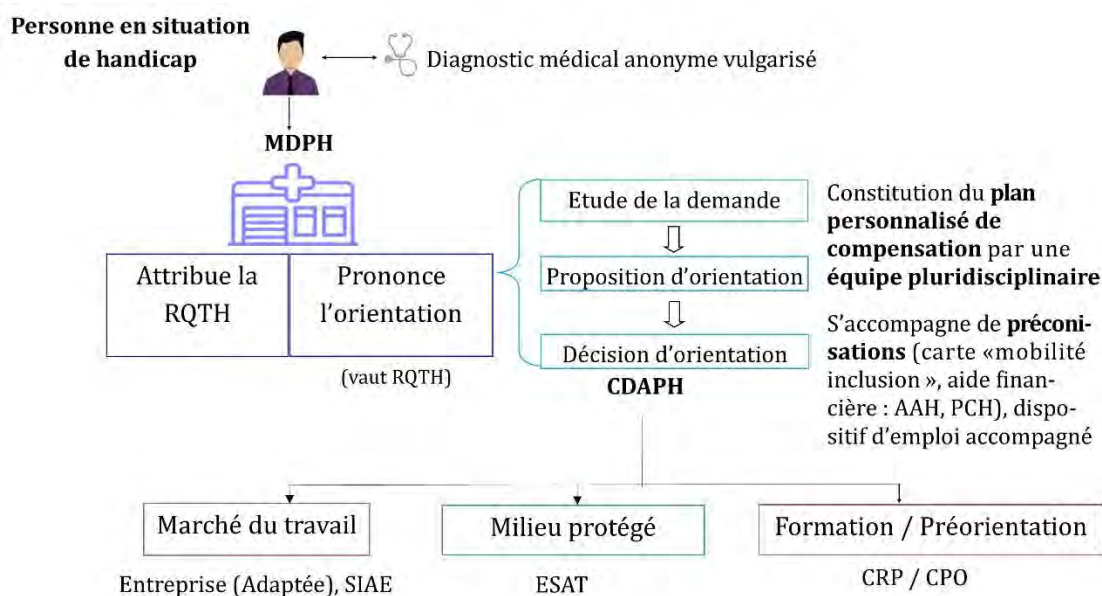 Personne en situation
de handicap
Diagnostic médical anonyme vulgarisé
MDPH
Attribue la
RQTH
Prononce
l’orientation
(vaut RQTH)
Etude de la demande
Proposition d’orientation
Décision d’orientation
CDAPH
Constitution du plan
personnalisé de
compensation par une
équipe pluridisciplinaire
S’accompagne de préconi-
sations (carte «mobilité
inclusion », aide finan-
cière : AAH, PCH), dispo-
sitif d’emploi accompagné
Marché du travail
Entreprise (Adaptée), SIAE
Milieu protégé
ESAT
Formation / Préorientation
CRP / CPO